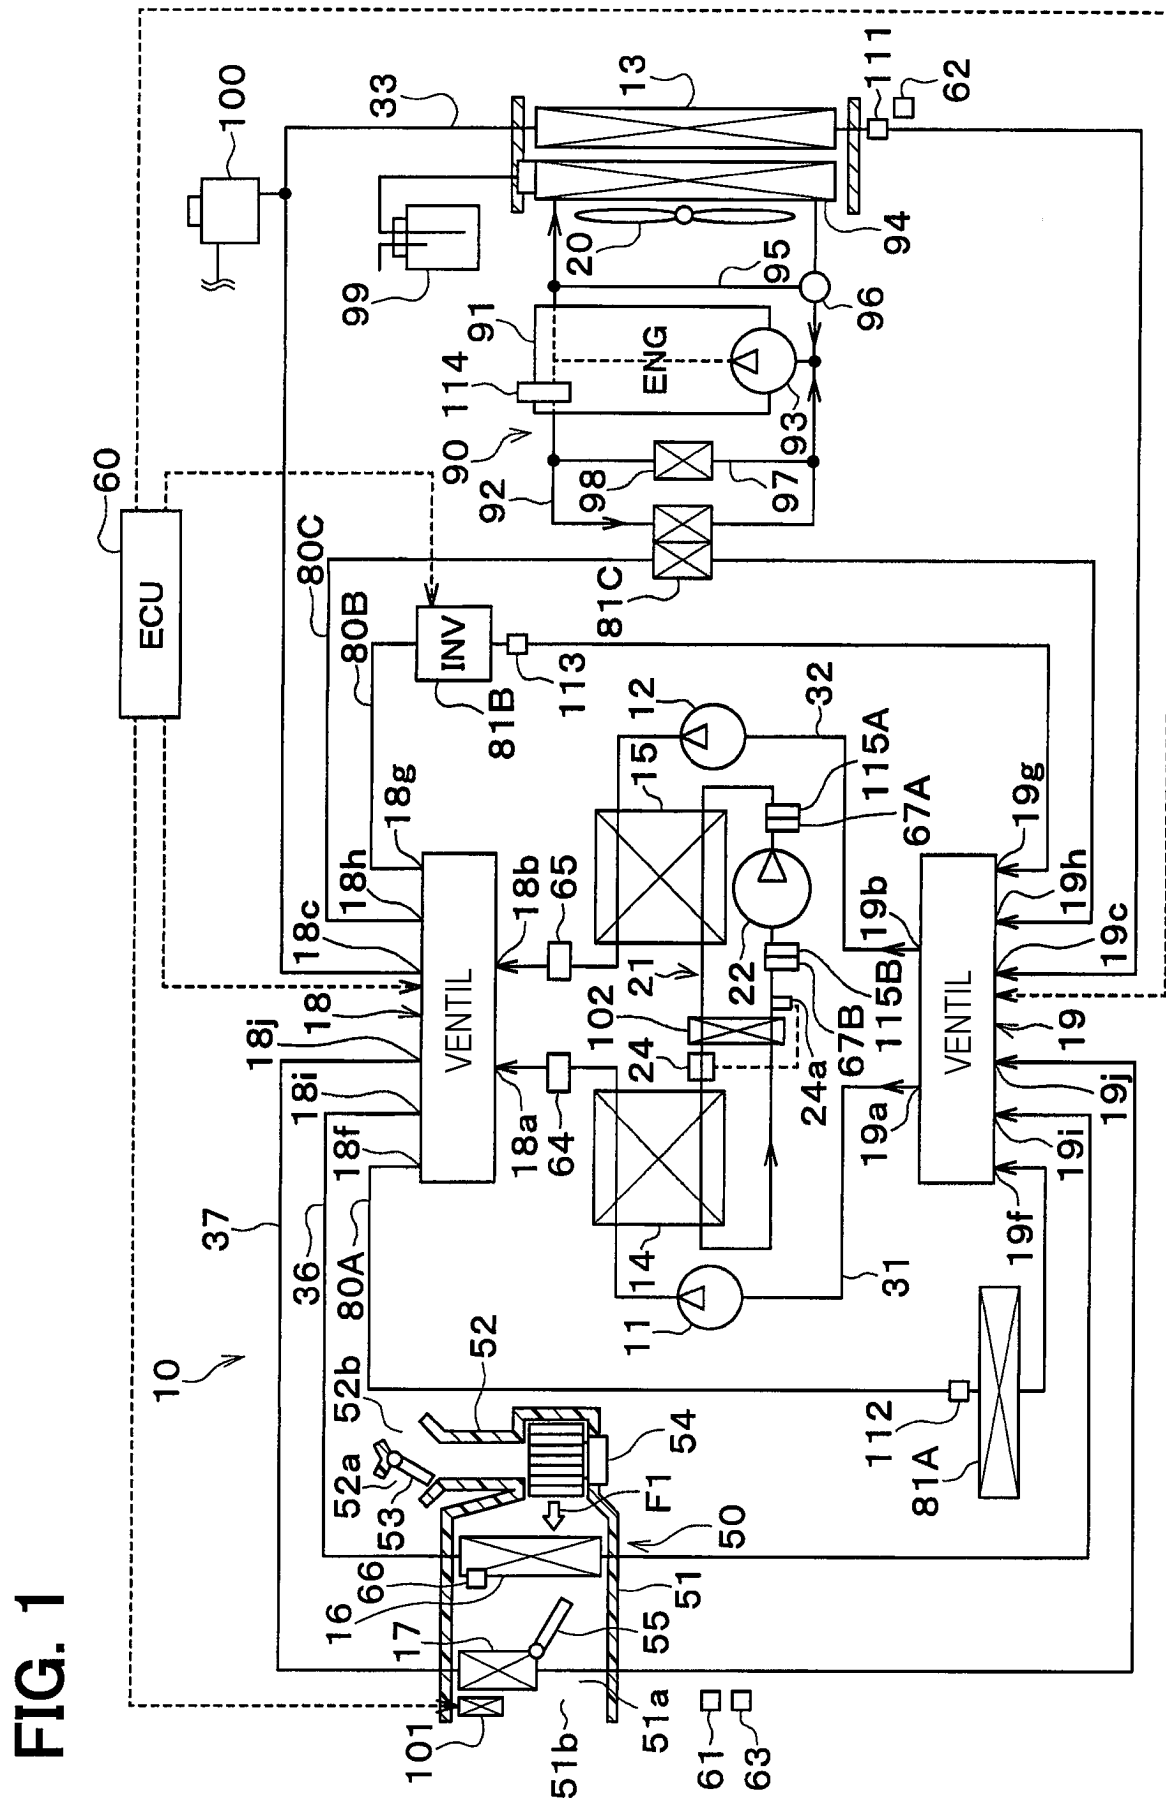 FIG. 1
10
37
36
80A
18f
18i
18j
18
18c
18h
18g
80B
80C
60
ECU
100
33
13
111
62
99
20
94
95
96
91
114
90
92
ENG
93
98
97
81C
INV
81B
113
12
32
15
115A
67A
VENTIL
18b
65
18a
64
102
24
21
22
67B
115B
24a
14
11
31
19a
19b
VENTIL
19g
19h
19c
19
19j
19i
19f
112
81A
52
52b
52a
53
54
F1
50
51
66
16
17
55
101
51a
51b
61
63